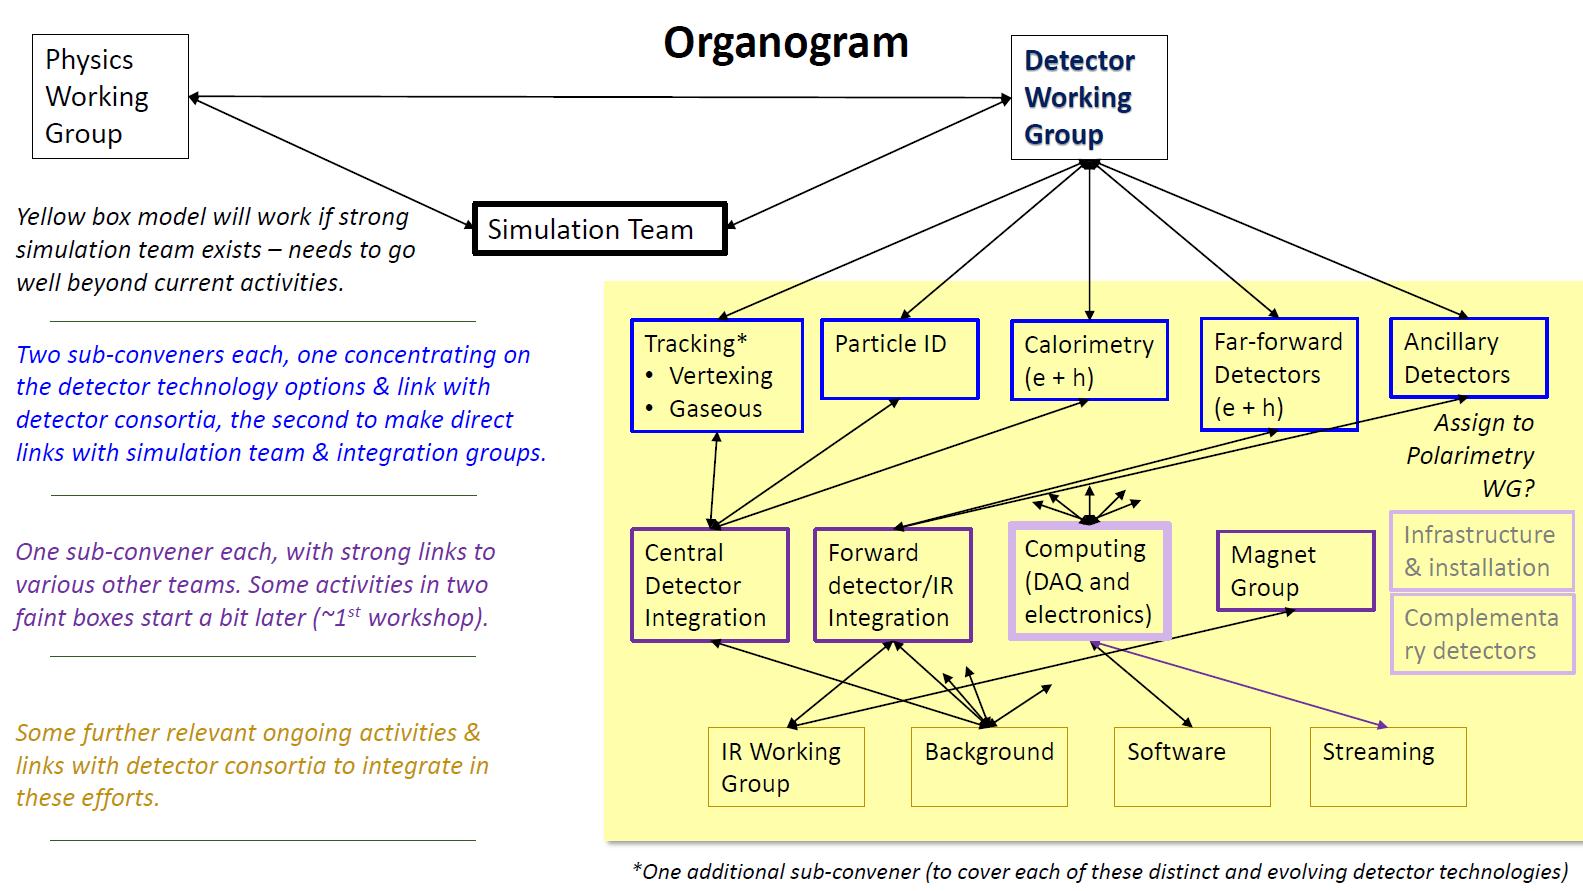 Organogram
Physics
Working
Group
Detector
Working
Group
Simulation Team
Yellow box model will work if strong
simulation team exists – needs to go
well beyond current activities.
Two sub-conveners each, one concentrating on
the detector technology options & link with
detector consortia, the second to make direct
links with simulation team & integration groups.
One sub-convener each, with strong links to
various other teams. Some activities in two
faint boxes start a bit later (~1st workshop).
Some further relevant ongoing activities &
links with detector consortia to integrate in
these efforts.
Tracking*
• Vertexing
• Gaseous
Particle ID
Calorimetry
(e + h)
Far-forward
Detectors
(e + h)
Ancillary
Detectors
Assign to
Polarimetry
WG?
Central
Detector
Integration
Forward
detector/IR
Integration
Computing
(DAQ and
electronics)
Magnet
Group
Infrastructure
& installation
Complementa
ry detectors
IR Working
Group
Background
Software
Streaming
*One additional sub-convener (to cover each of these distinct and evolving detector technologies)